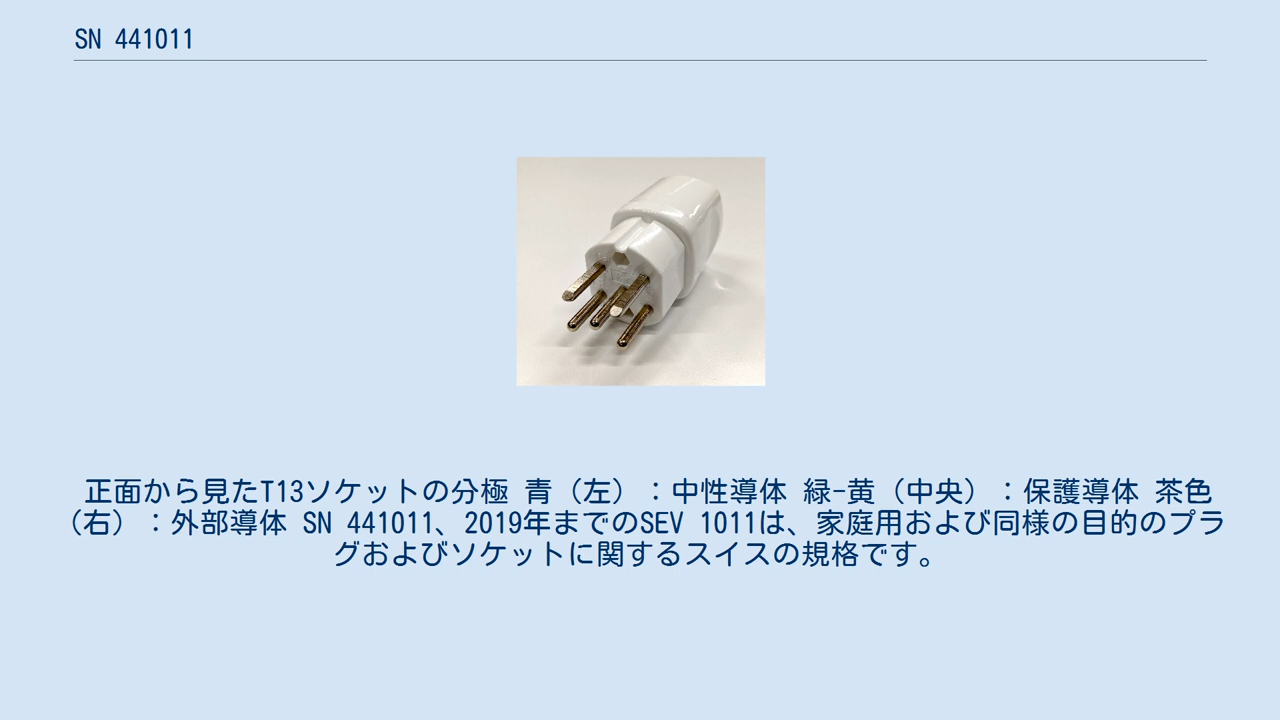 SN 441011
正面から見たT13ソケットの分極 青（左）：中性導体 緑-黄（中央）：保護導体 茶色
（右）：外部導体 SN 441011、2019年までのSEV 1011は、家庭用および同様の目的のプラ
グおよびソケットに関するスイスの規格です。